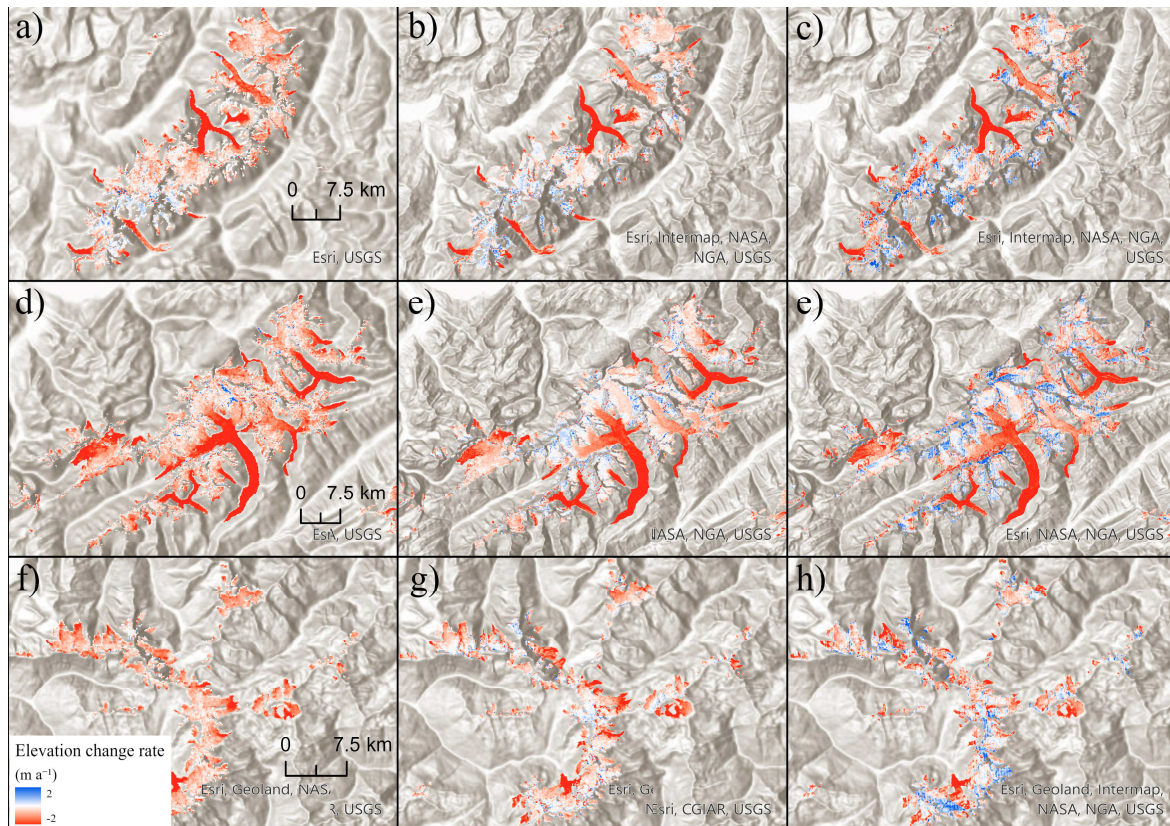 a)
0 7.5 km
Esri, USGS
b)
Esri, Intermap, NASA,
NGA, USGS
c)
Esri, Intermap, NASA, NGA,
USGS
d)
0 7.5 km
USGS
e)
NASA, NGA, USGS
e)
Esri, NASA, NGA, USGS
f)
0 7.5 km
Elevation change rate
(m a⁻¹)
2
-2
Esri, Geoland, NAS
R, USGS
g)
Esri, G
Esri, CGIAR, USGS
h)
Esri, Geoland, Intermap,
NASA, NGA, USGS